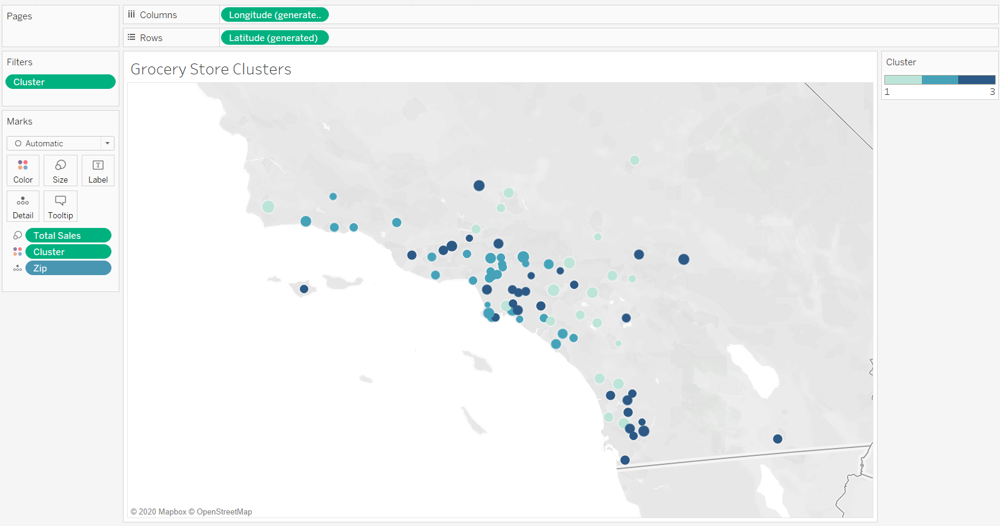 Pages
Columns
Longitude (generate..
Rows
Latitude (generated)
Filters
Cluster
Marks
Automatic
Color
Size
T
Label
Detail
Tooltip
Total Sales
Cluster
Zip
Grocery Store Clusters
© 2020 Mapbox © OpenStreetMap
Cluster
1 3